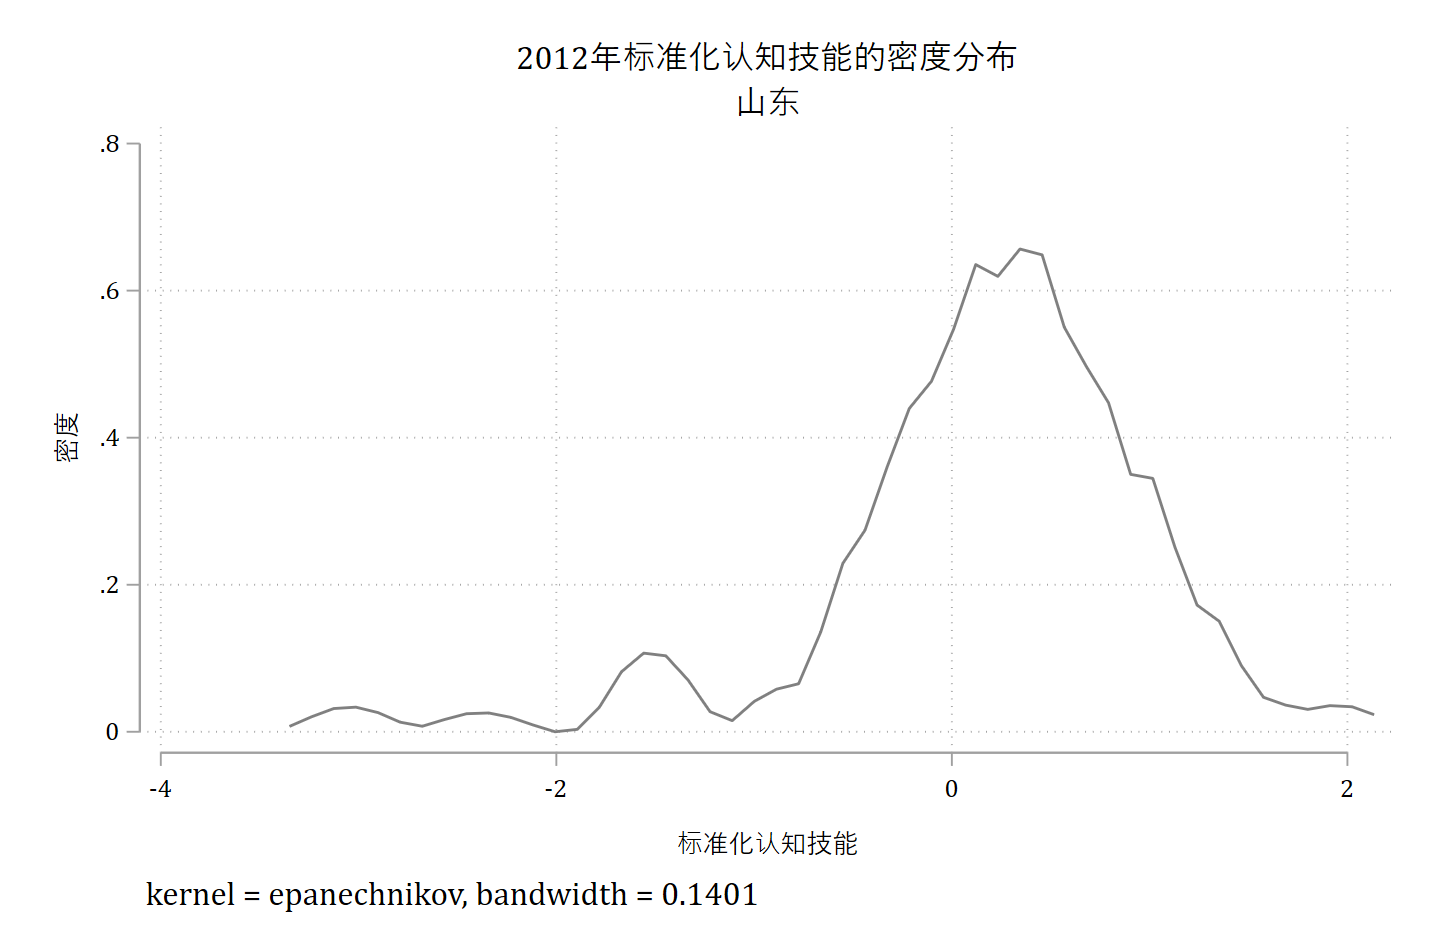 2012年标准化认知技能的密度分布
山东
.8
.6
.4
.2
0
密度
-4
-2
0
2
标准化认知技能
kernel = epanechnikov, bandwidth = 0.1401